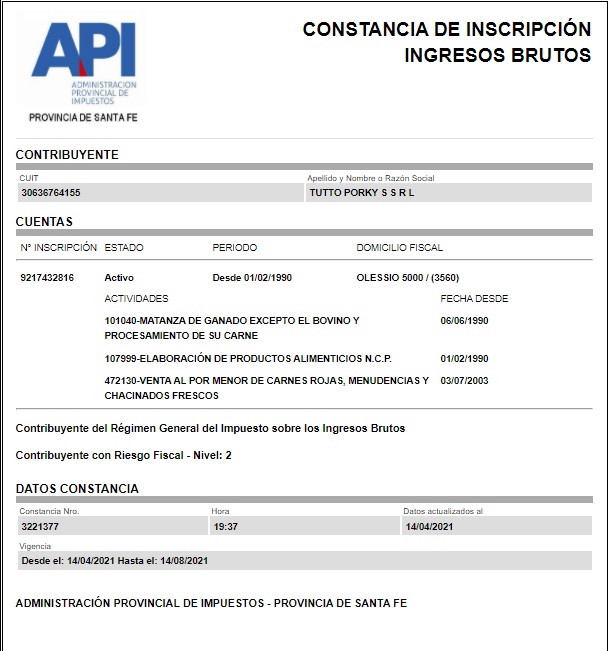 API
ADMINISTRACION
PROVINCIAL DE
IMPUESTOS
PROVINCIA DE SANTA FE
CONSTANCIA DE INSCRIPCIÓN
INGRESOS BRUTOS
CONTRIBUYENTE
CUIT Apellido y Nombre o Razón Social
30636764155 TUTTO PORKY S S R L
CUENTAS
N° INSCRIPCIÓN ESTADO PERIODO DOMICILIO FISCAL
9217432816 Activo Desde 01/02/1990 OLESSIO 5000 / (3560)
ACTIVIDADES FECHA DESDE
101040-MATANZA DE GANADO EXCEPTO EL BOVINO Y 06/06/1990
PROCESAMIENTO DE SU CARNE
107999-ELABORACIÓN DE PRODUCTOS ALIMENTICIOS N.C.P. 01/02/1990
472130-VENTA AL POR MENOR DE CARNES ROJAS, MENUDENCIAS Y 03/07/2003
CHACINADOS FRESCOS
Contribuyente del Régimen General del Impuesto sobre los Ingresos Brutos
Contribuyente con Riesgo Fiscal - Nivel: 2
DATOS CONSTANCIA
Constancia Nro. Hora Datos actualizados al
3221377 19:37 14/04/2021
Vigencia
Desde el: 14/04/2021 Hasta el: 14/08/2021
ADMINISTRACIÓN PROVINCIAL DE IMPUESTOS - PROVINCIA DE SANTA FE